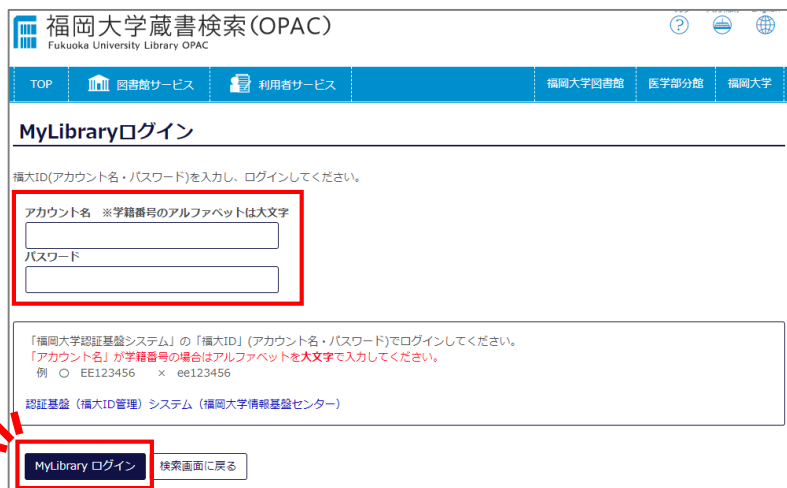 福岡大学蔵書検索(OPAC)
Fukuoka University Library OPAC
TOP 図書館サービス 利用者サービス 福岡大学図書館 医学部分館 福岡大学
MyLibraryログイン
福大ID(アカウント名・パスワード)を入力し、ログインしてください。
アカウント名 ※学籍番号のアルファベットは大文字
パスワード
「福岡大学認証基盤システム」の「福大ID」(アカウント名・パスワード)でログインしてください。
「アカウント名」が学籍番号の場合はアルファベットを大文字で入力してください。
例 ○ EE123456 × ee123456
認証基盤（福大ID管理）システム（福岡大学情報基盤センター）
MyLibrary ログイン 検索画面に戻る